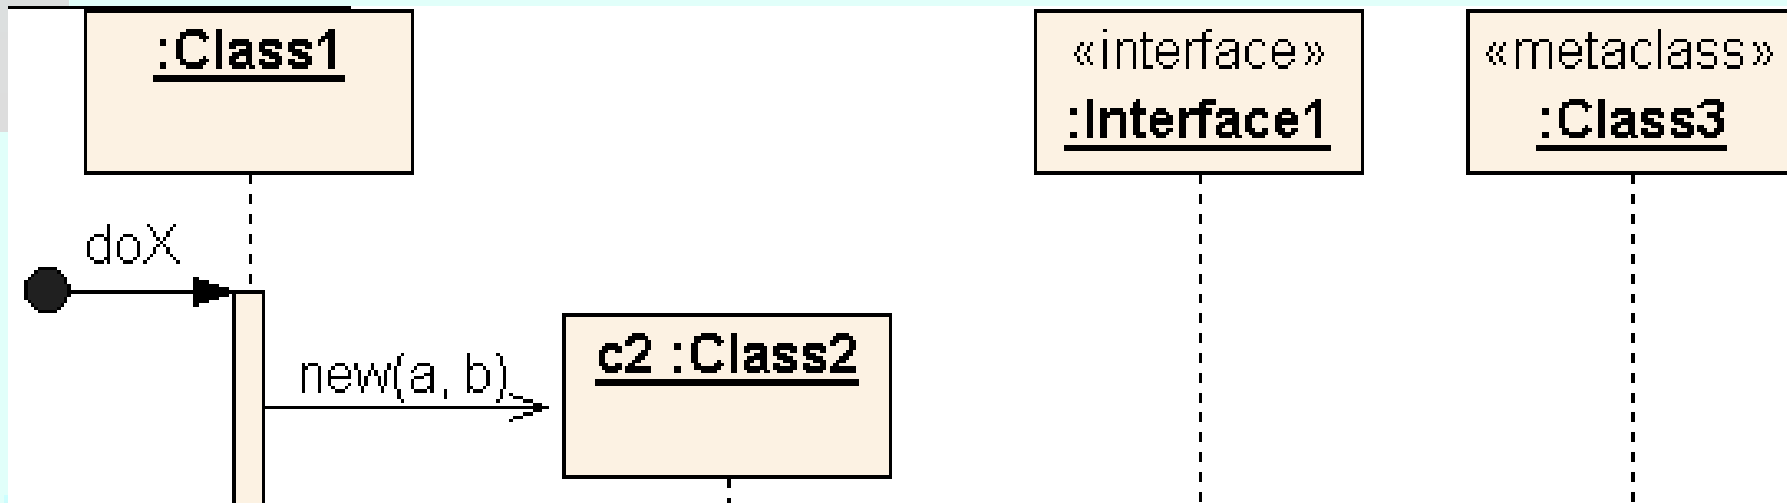 :Class1
«interface»
:Interface1
«metaclass»
:Class3
doX
new(a, b)
c2 :Class2